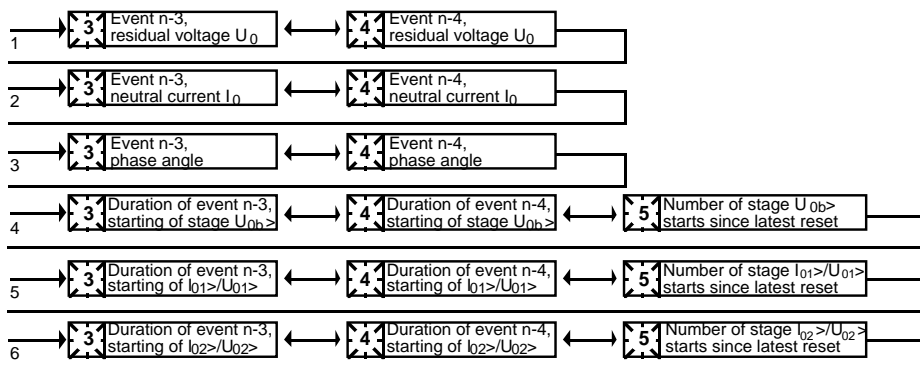 1
3 Event n-3,
residual voltage U0
4 Event n-4,
residual voltage U0
2
3 Event n-3,
neutral current I0
4 Event n-4,
neutral current I0
3
3 Event n-3,
phase angle
4 Event n-4,
phase angle
4
3 Duration of event n-3,
starting of stage U0b>
4 Duration of event n-4,
starting of stage U0b>
5 Number of stage U0b>
starts since latest reset
5
3 Duration of event n-3,
starting of I01>/U01>
4 Duration of event n-4,
starting of I01>/U01>
5 Number of stage I01>/U01>
starts since latest reset
6
3 Duration of event n-3,
starting of I02>/U02>
4 Duration of event n-4,
starting of I02>/U02>
5 Number of stage I02>/U02>
starts since latest reset